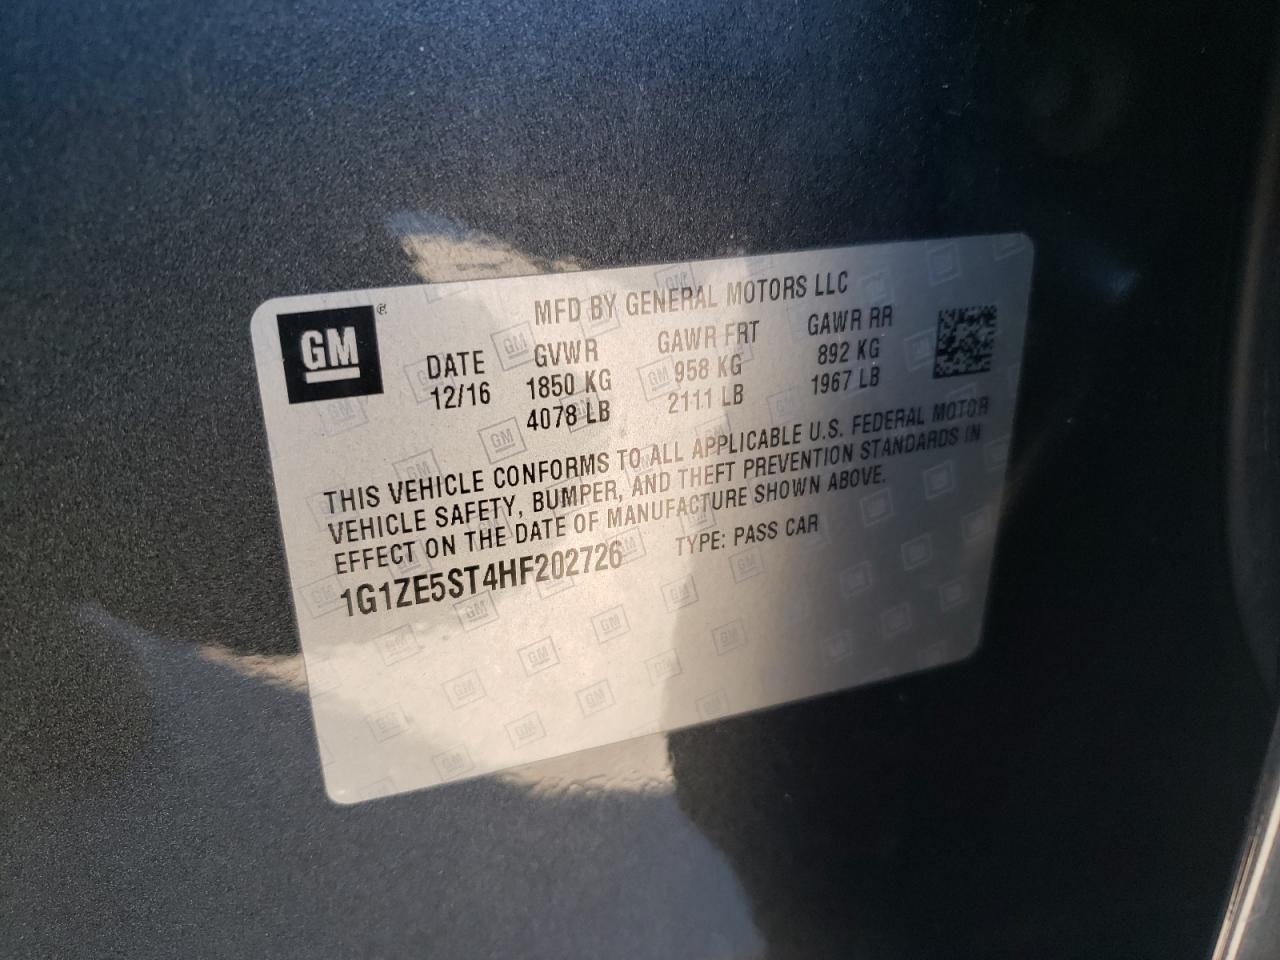 GM
MFD BY GENERAL MOTORS LLC
DATE GVWR GAWR FRT GAWR RR
12/16 1850 KG 958 KG 892 KG
4078 LB 2111 LB 1967 LB
THIS VEHICLE CONFORMS TO ALL APPLICABLE U.S. FEDERAL MOTOR
VEHICLE SAFETY, BUMPER, AND THEFT PREVENTION STANDARDS IN
EFFECT ON THE DATE OF MANUFACTURE SHOWN ABOVE.
1G1ZE5ST4HF202726 TYPE: PASS CAR